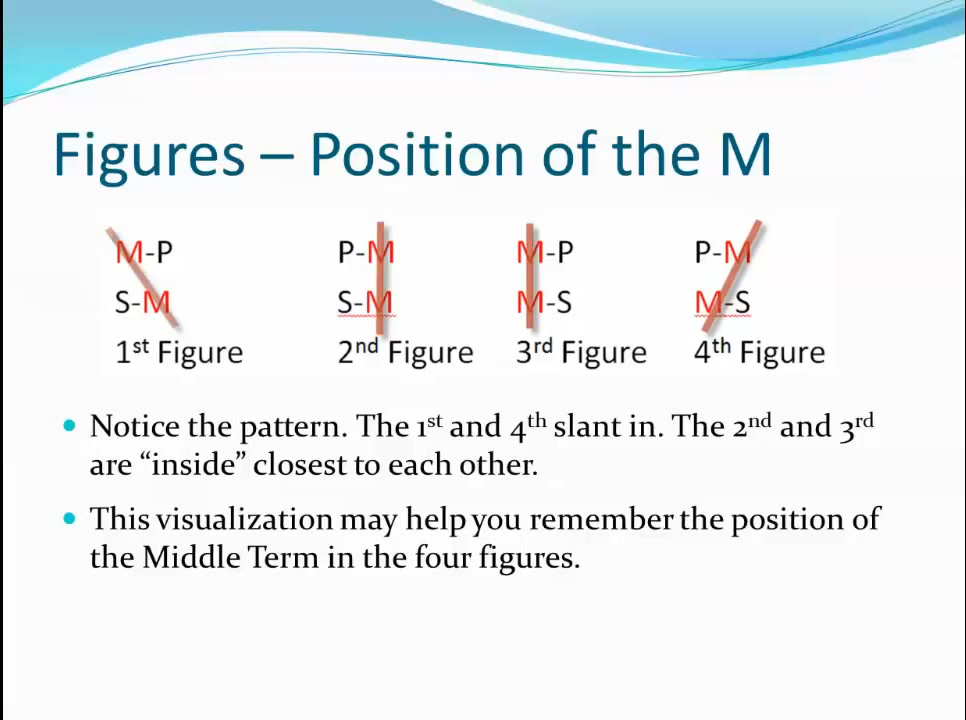 Figures – Position of the M
M-P P-M M-P P-M
S-M S-M M-S M-S
1st Figure 2nd Figure 3rd Figure 4th Figure
• Notice the pattern. The 1st and 4th slant in. The 2nd and 3rd
are “inside” closest to each other.
• This visualization may help you remember the position of
the Middle Term in the four figures.